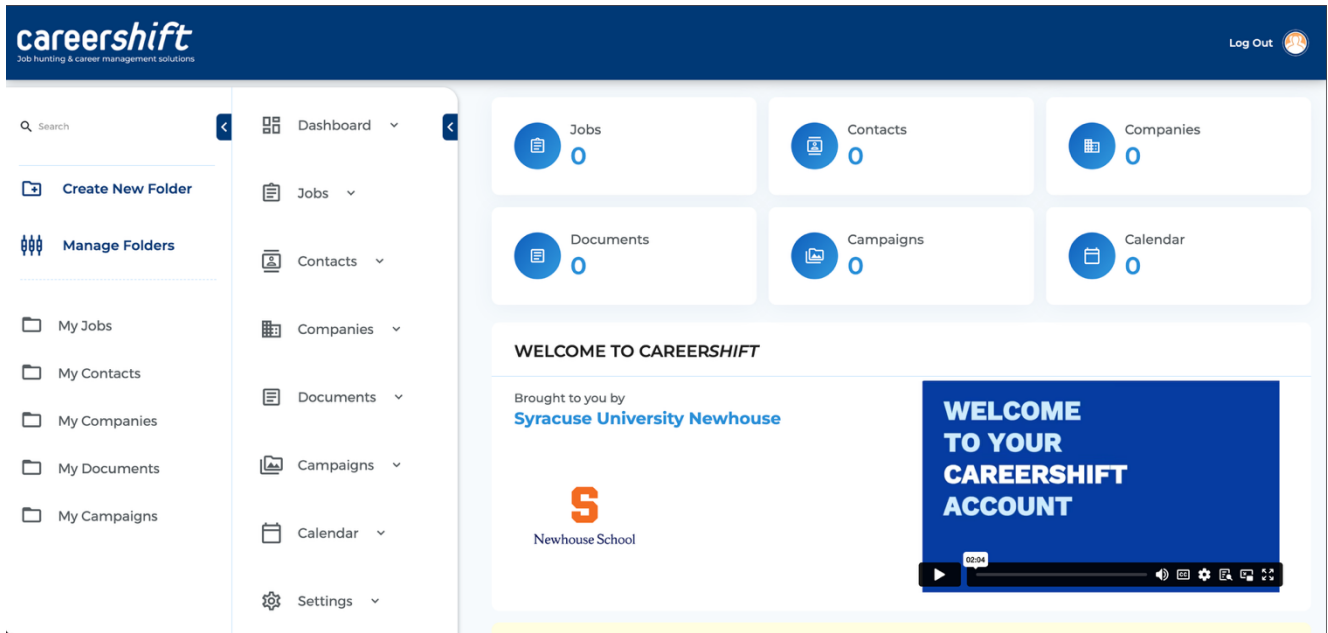 careershift
Job hunting & career management solutions
Log Out
Search
Create New Folder
Manage Folders
My Jobs
My Contacts
My Companies
My Documents
My Campaigns
Dashboard
Jobs
Contacts
Companies
Documents
Campaigns
Calendar
Settings
Jobs
0
Contacts
0
Companies
0
Documents
0
Campaigns
0
Calendar
0
WELCOME TO CAREERSHIFT
Brought to you by
Syracuse University Newhouse
S
Newhouse School
WELCOME
TO YOUR
CAREERSHIFT
ACCOUNT
02:04
CC